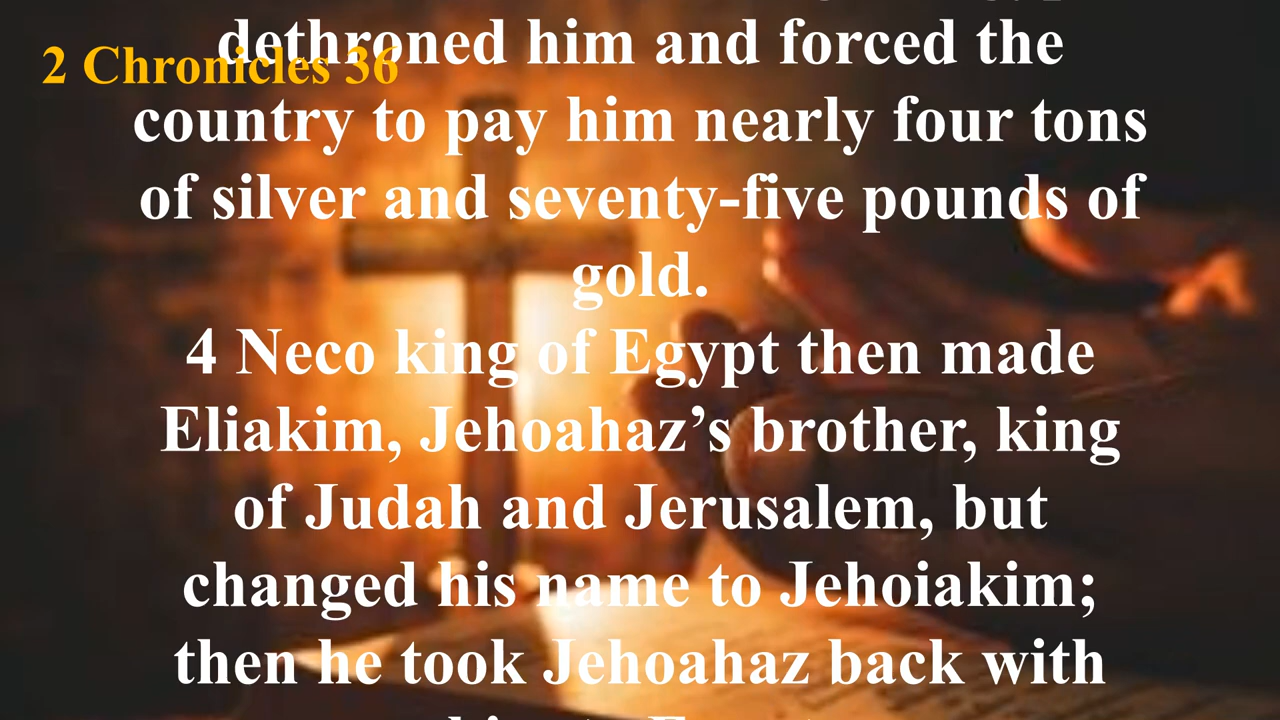 2 Chronicles 36
dethroned him and forced the
country to pay him nearly four tons
of silver and seventy-five pounds of
gold.
4 Neco king of Egypt then made
Eliakim, Jehoahaz’s brother, king
of Judah and Jerusalem, but
changed his name to Jehoiakim;
then he took Jehoahaz back with